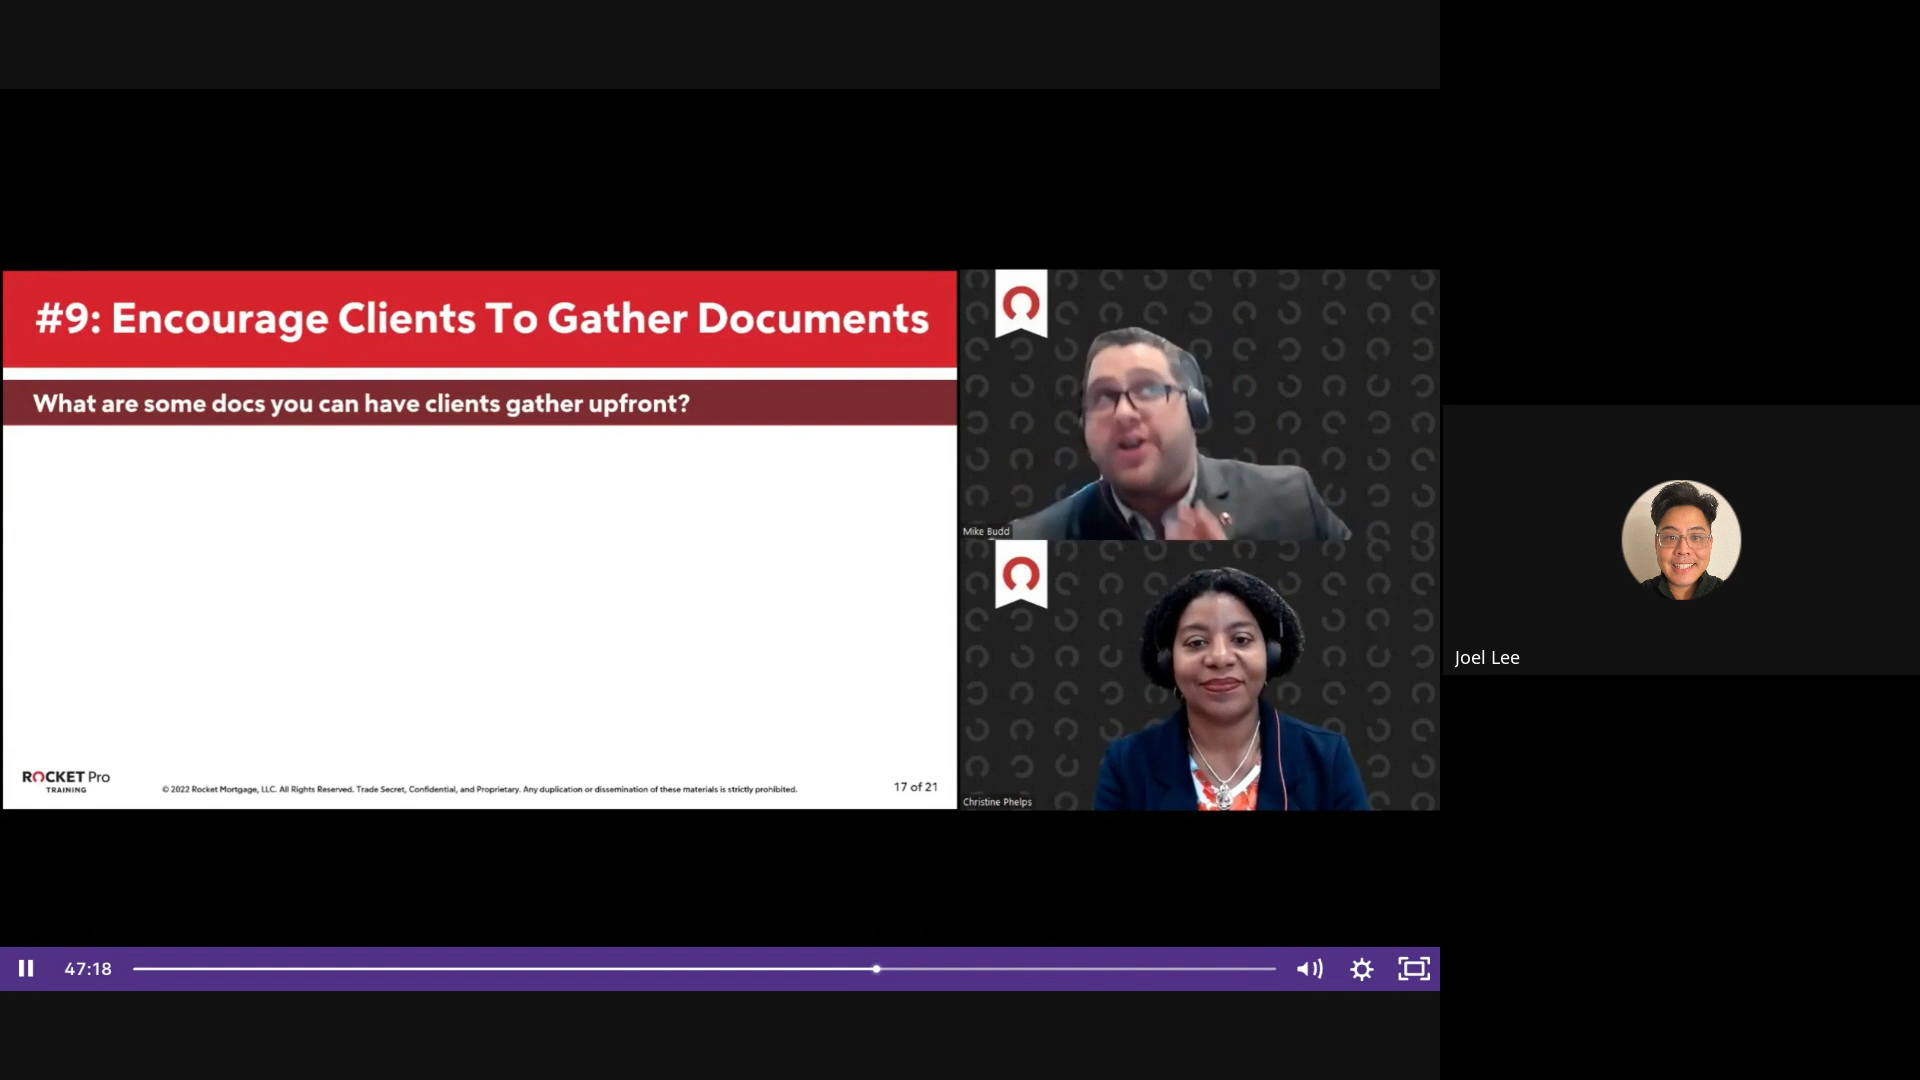 #9: Encourage Clients To Gather Documents
What are some docs you can have clients gather upfront?
ROCKET Pro
TRAINING
© 2022 Rocket Mortgage, LLC. All Rights Reserved. Trade Secret, Confidential, and Proprietary. Any duplication or dissemination of these materials is strictly prohibited.
17 of 21
Mike Budd
Christine Phelps
Joel Lee
47:18